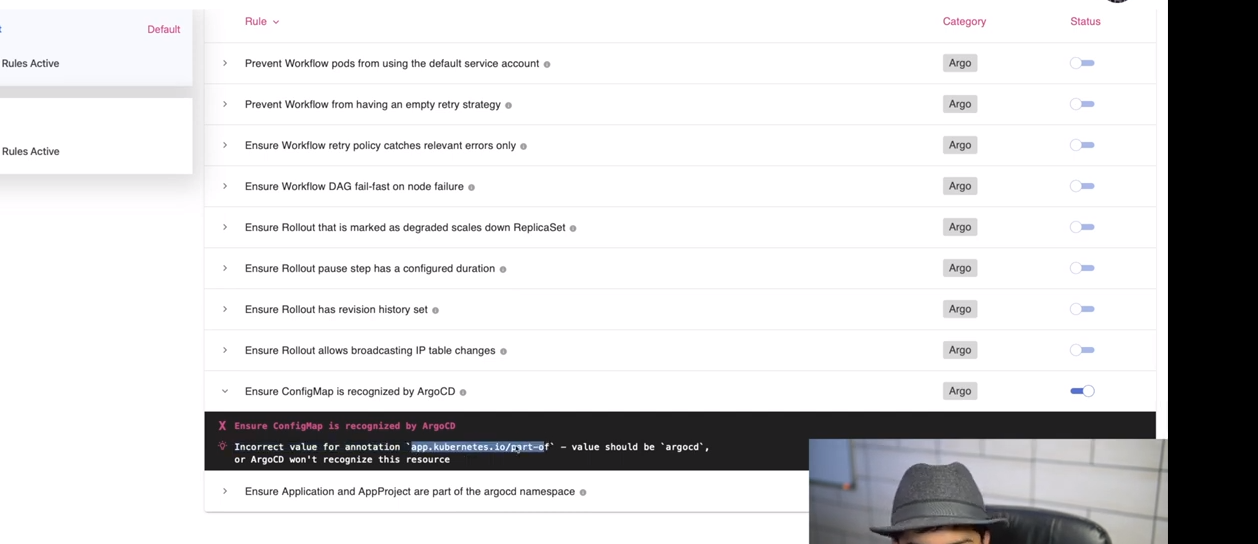 Rule Category Status
Default
Rules Active
Prevent Workflow pods from using the default service account Argo
Prevent Workflow from having an empty retry strategy Argo
Rules Active
Ensure Workflow retry policy catches relevant errors only Argo
Ensure Workflow DAG fail-fast on node failure Argo
Ensure Rollout that is marked as degraded scales down ReplicaSet Argo
Ensure Rollout pause step has a configured duration Argo
Ensure Rollout has revision history set Argo
Ensure Rollout allows broadcasting IP table changes Argo
Ensure ConfigMap is recognized by ArgoCD Argo
X Ensure ConfigMap is recognized by ArgoCD
Incorrect value for annotation `app.kubernetes.io/part-of` – value should be `argocd`,
or ArgoCD won't recognize this resource
Ensure Application and AppProject are part of the argocd namespace